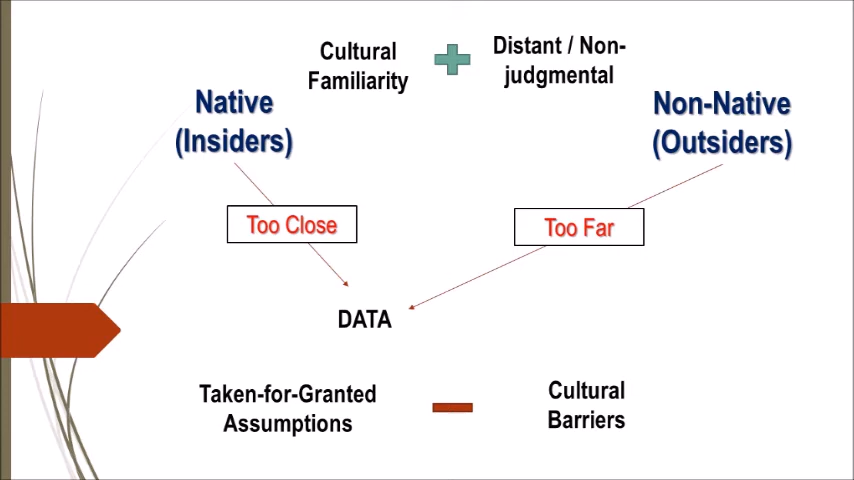 Cultural
Familiarity
Distant / Non-
judgmental
Native
(Insiders)
Non-Native
(Outsiders)
Too Close
Too Far
DATA
Taken-for-Granted
Assumptions
Cultural
Barriers